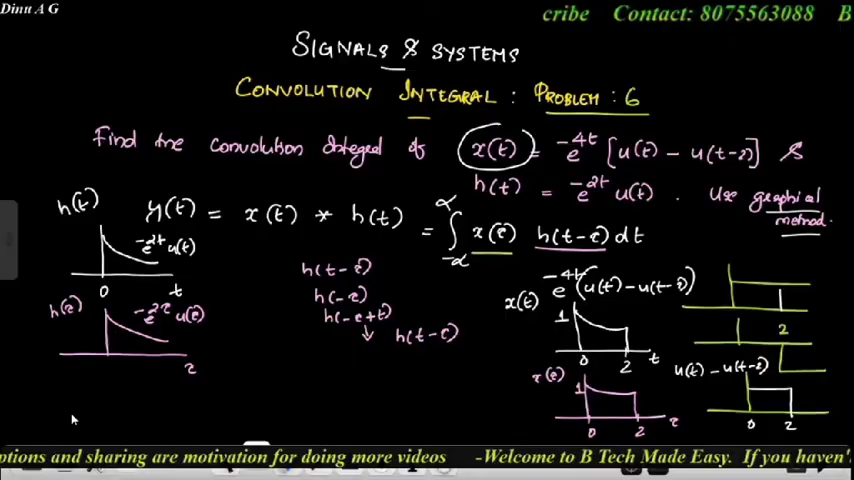 Dinu A G
cribe Contact: 8075563088 B
SIGNALS & SYSTEMS
CONVOLUTION INTEGRAL : PROBLEM : 6
Find the convolution Integral of x(t) = e^{-4t} [u(t) - u(t-2)] &
h(t) = e^{-2t} u(t) . Use graphical method.
y(t) = x(t) * h(t) = ∫_{-α}^{α} x(τ) h(t-τ) dt
h(t)
e^{-2t} u(t)
0 t
h(τ)
e^{-2τ} u(τ)
τ
h(t-τ)
h(-τ)
h(-τ+t)
↓ h(t-τ)
e^{-4t} (u(t) - u(t-2))
x(t)
1
0 2 t
x(τ)
1
0 2 τ
2
u(t) - u(t-2)
0 2
ptions and sharing are motivation for doing more videos -Welcome to B Tech Made Easy. If you haven'